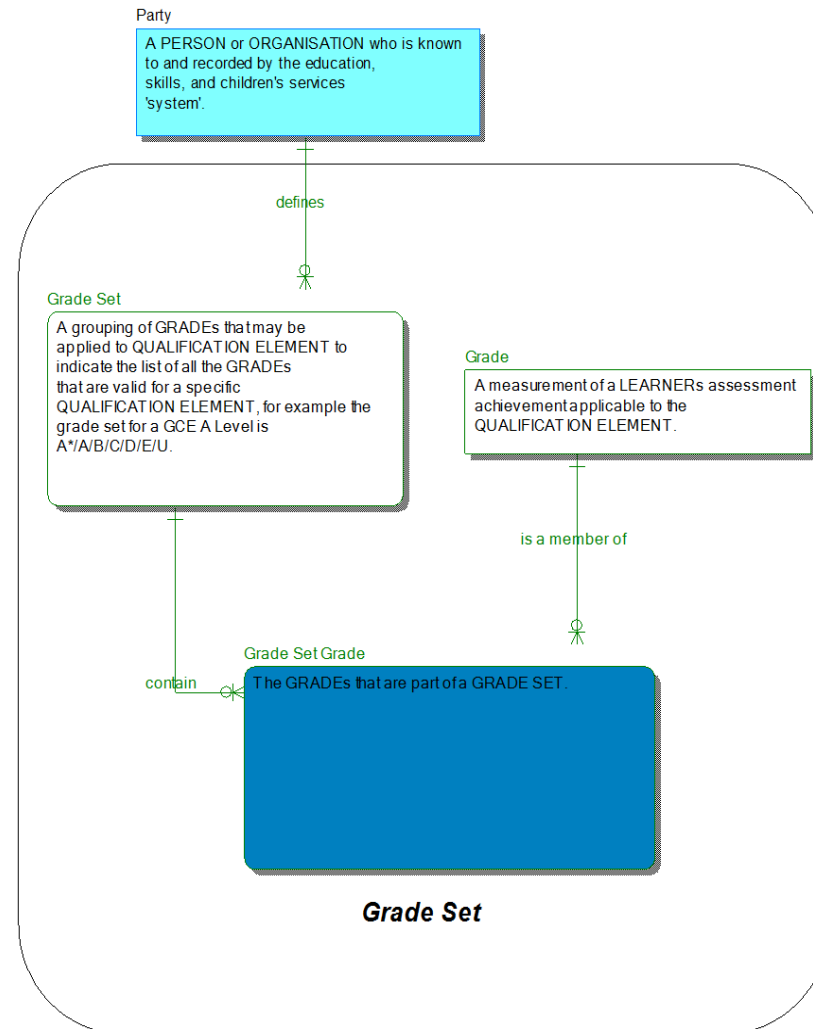 Party
A PERSON or ORGANISATION who is known
to and recorded by the education,
skills, and children's services
'system'.
defines
Grade Set
A grouping of GRADEs that may be
applied to QUALIFICATION ELEMENT to
indicate the list of all the GRADEs
that are valid for a specific
QUALIFICATION ELEMENT, for example the
grade set for a GCE A Level is
A*/A/B/C/D/E/U.
Grade
A measurement of a LEARNERs assessment
achievement applicable to the
QUALIFICATION ELEMENT.
is a member of
contain
Grade Set Grade
The GRADEs that are part of a GRADE SET.
Grade Set